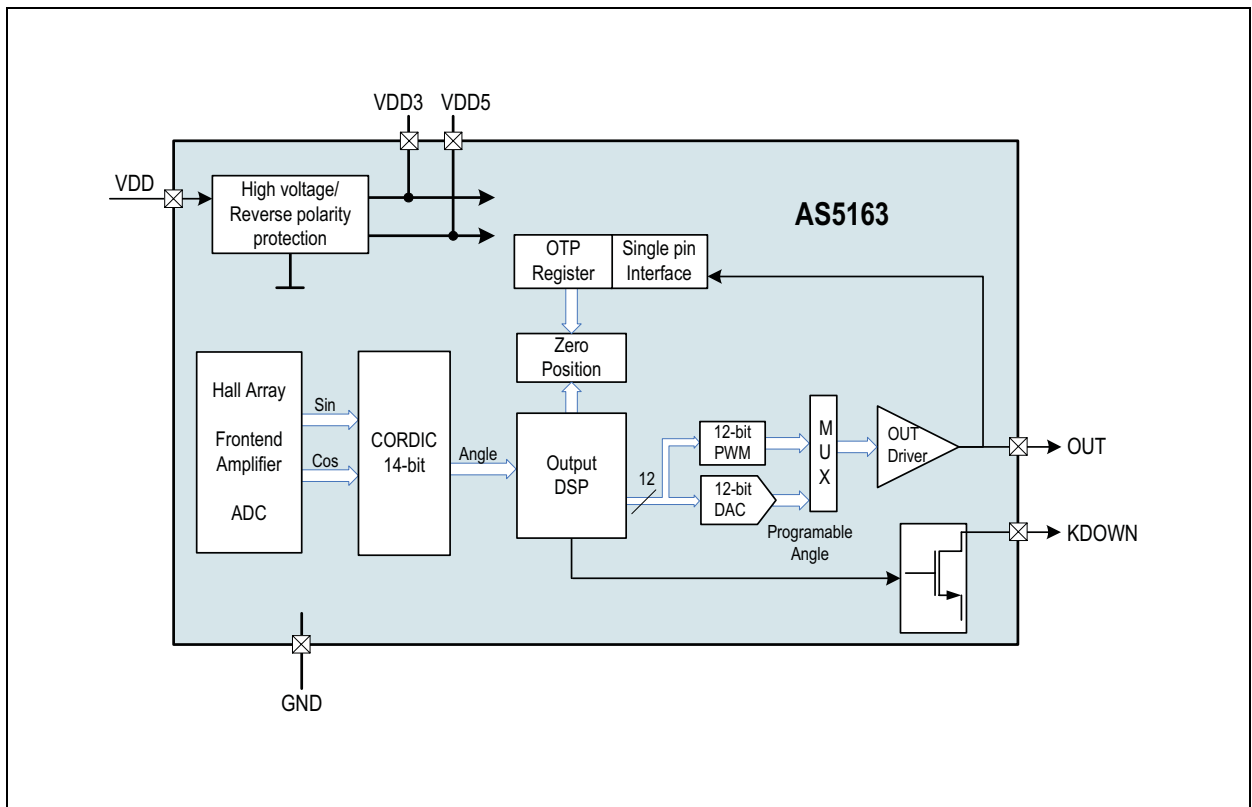 VDD3 VDD5
VDD
High voltage/
Reverse polarity
protection
AS5163
OTP
Register
Single pin
Interface
Zero
Position
Hall Array
Frontend
Amplifier
ADC
Sin
Cos
CORDIC
14-bit
Angle
Output
DSP
12
12-bit
PWM
12-bit
DAC
M
U
X
Programable
Angle
OUT
Driver
OUT
KDOWN
GND